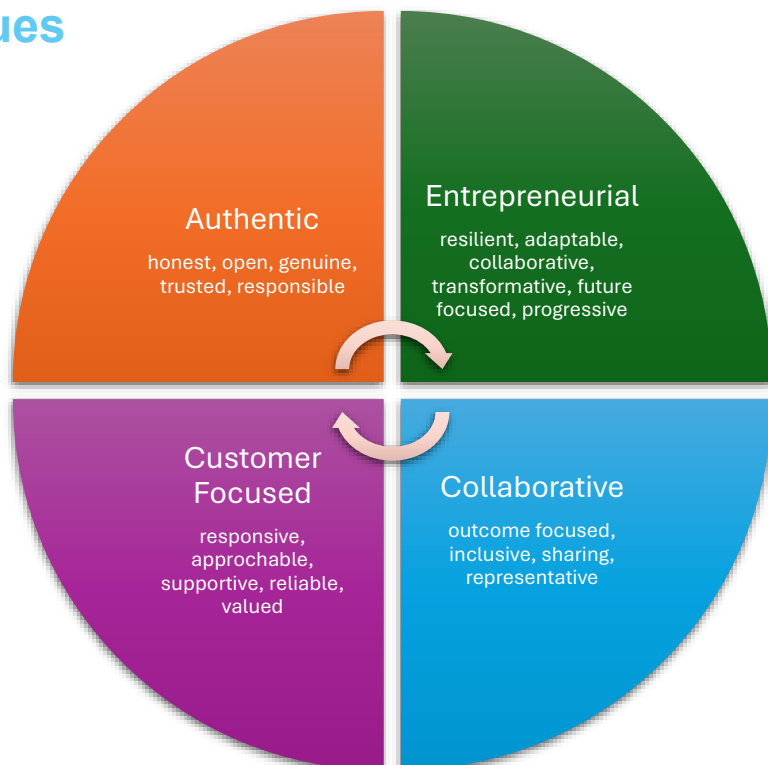 ues
Authentic
honest, open, genuine,
trusted, responsible
Entrepreneurial
resilient, adaptable,
collaborative,
transformative, future
focused, progressive
Customer
Focused
responsive,
approchable,
supportive, reliable,
valued
Collaborative
outcome focused,
inclusive, sharing,
representative